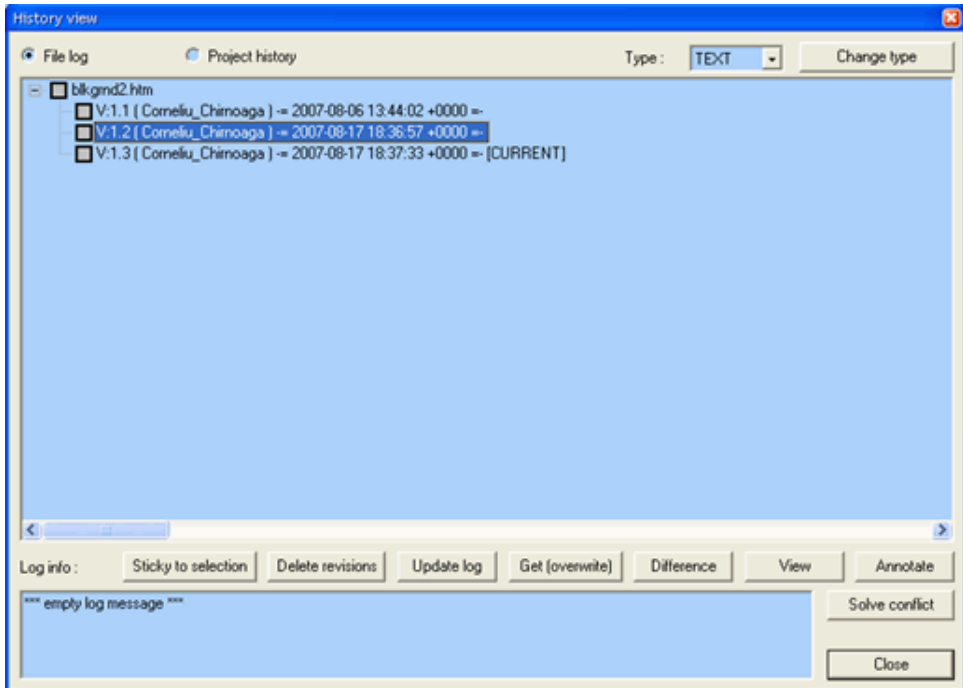 History view
File log Project history Type : TEXT Change type
blkgrnd2.htm
V:1.1 ( Corneliu_Chirnoaga ) -= 2007-08-06 13:44:02 +0000 =-
V:1.2 ( Corneliu_Chirnoaga ) -= 2007-08-17 18:36:57 +0000 =-
V:1.3 ( Corneliu_Chirnoaga ) -= 2007-08-17 18:37:33 +0000 =- [CURRENT]
Log info : Sticky to selection Delete revisions Update log Get (overwrite) Difference View Annotate
*** empty log message ***
Solve conflict
Close